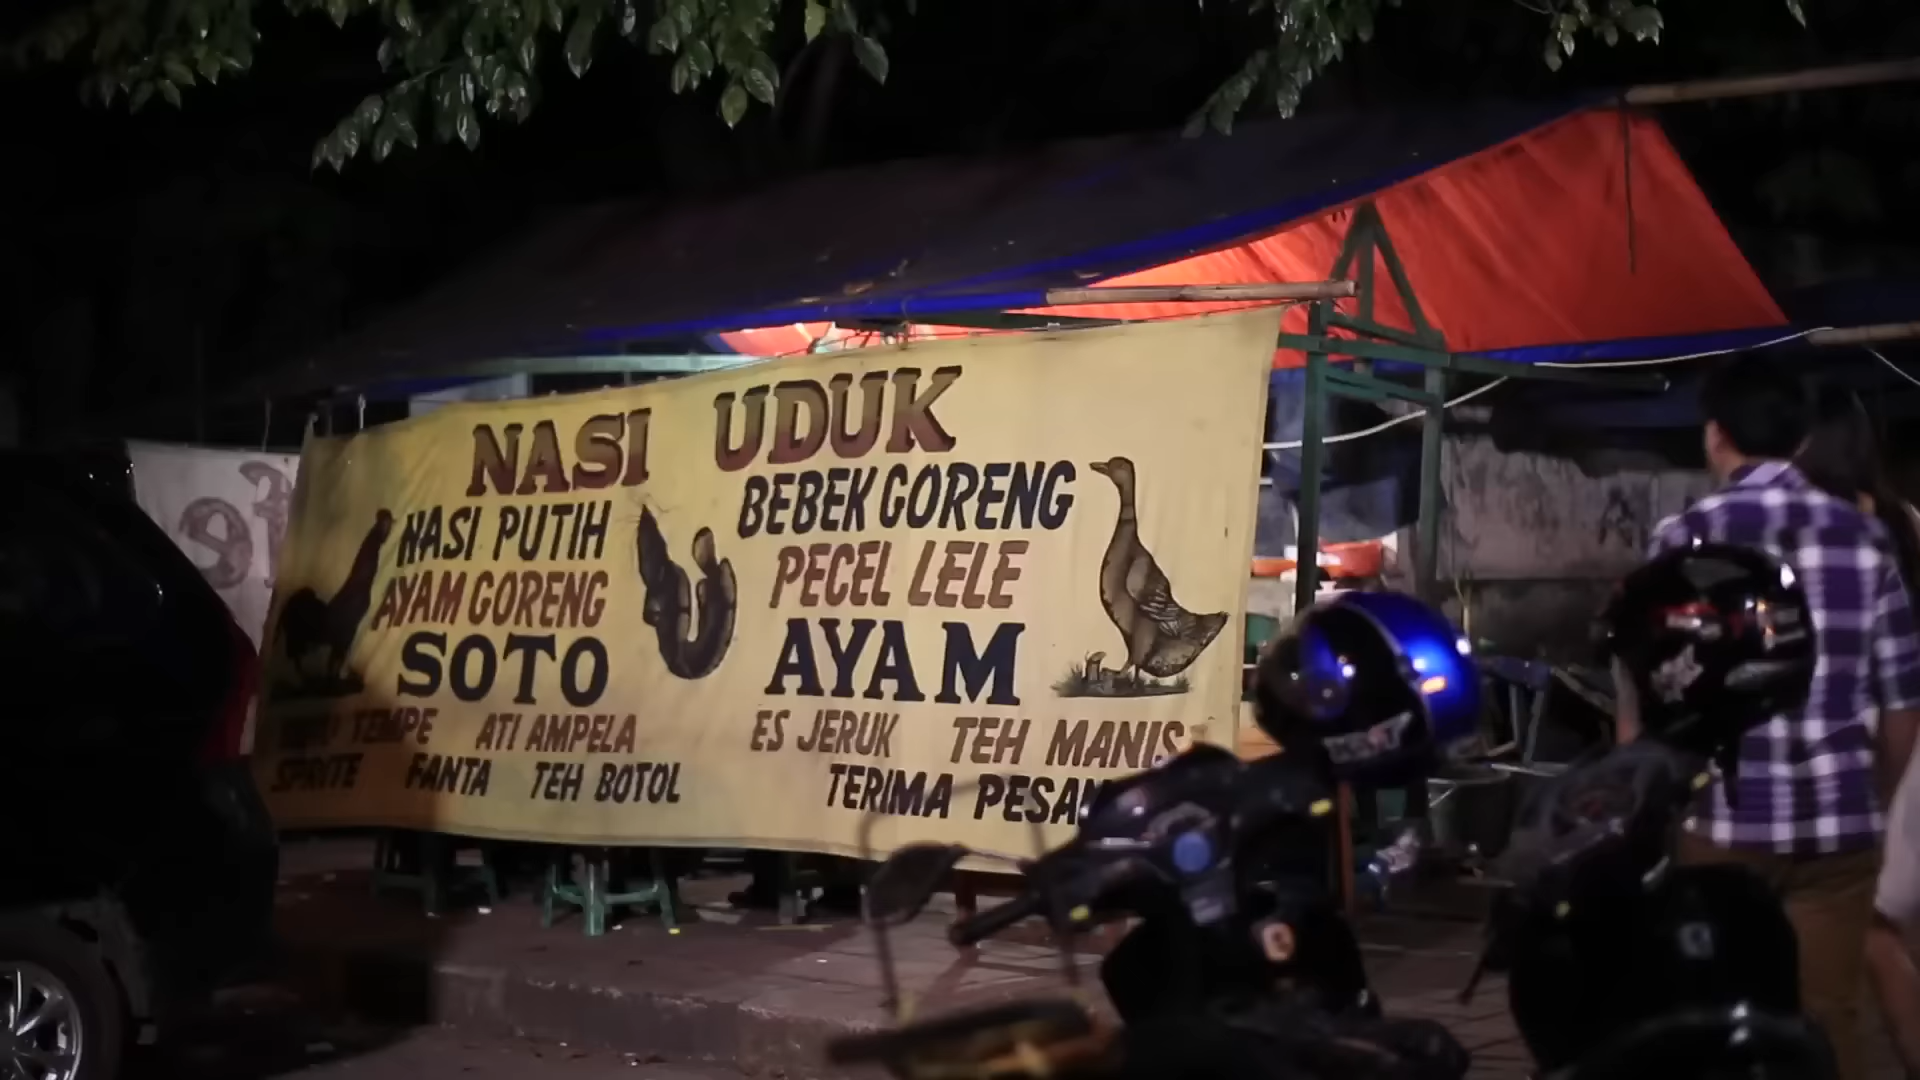 NASI UDUK
NASI PUTIH
AYAM GORENG
BEBEK GORENG
PECEL LELE
SOTO AYAM
TEMPE ATI AMPELA ES JERUK TEH MANIS
SPRITE FANTA TEH BOTOL TERIMA PESAN